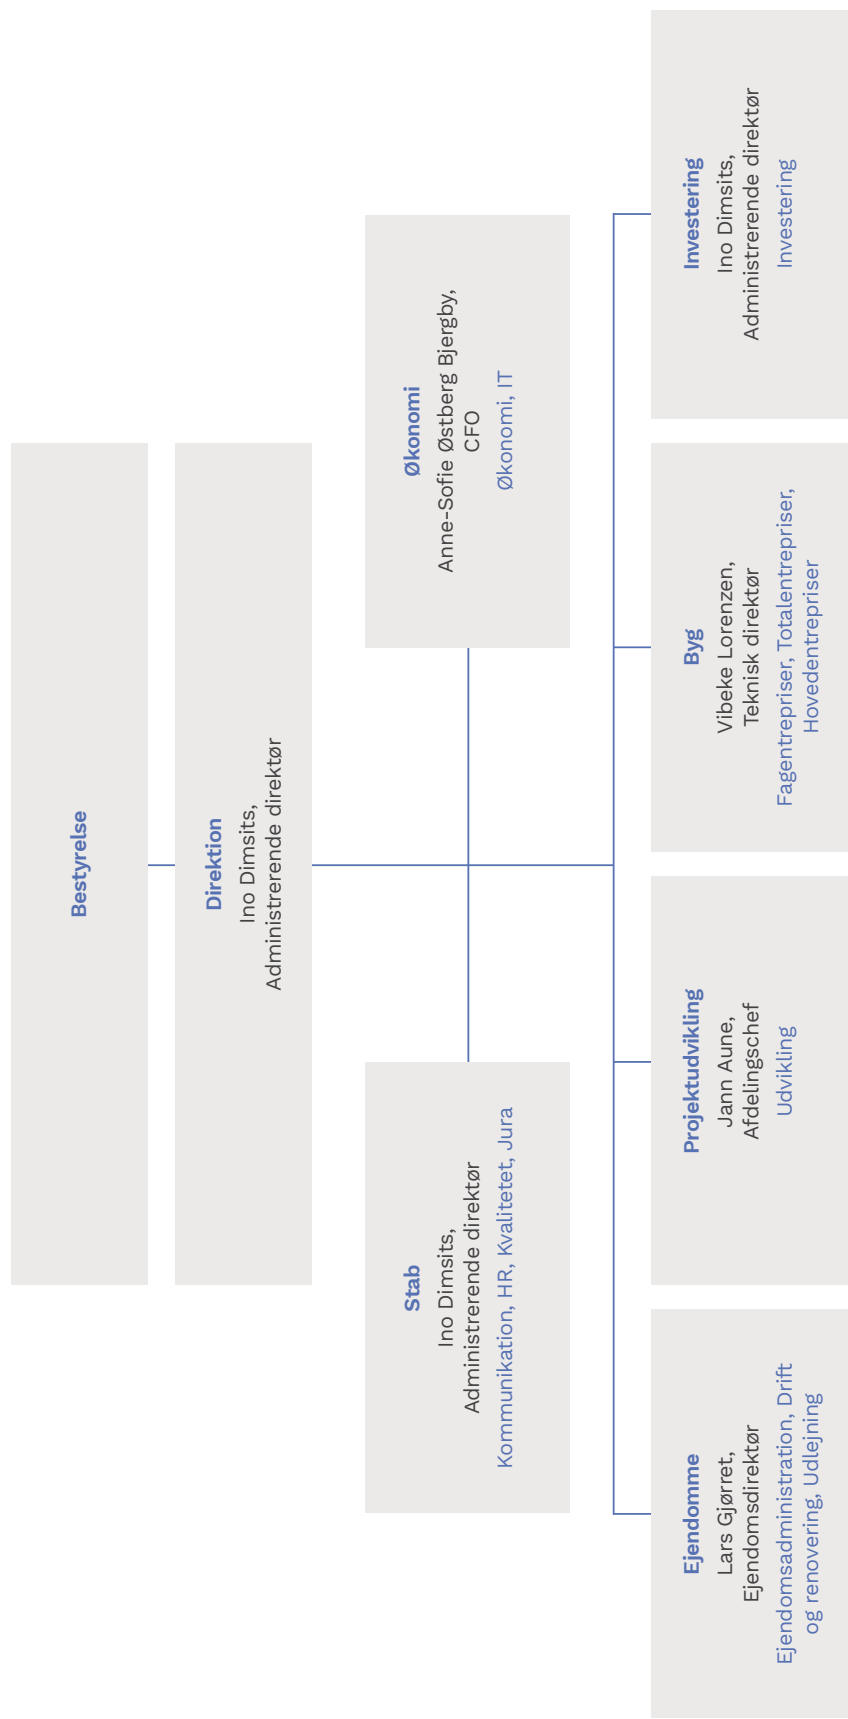 Bestyrelse
Direktion
Ino Dimsits,
Administrerende direktør
Stab
Ino Dimsits,
Administrerende direktør
Kommunikation, HR, Kvalitetet, Jura
Økonomi
Anne-Sofie Østberg Bjergby,
CFO
Økonomi, IT
Ejendomme
Lars Gjørret,
Ejendomsdirektør
Ejendomsadministration, Drift
og renovering, Udlejning
Projektudvikling
Jann Aune,
Afdelingschef
Udvikling
Byg
Vibeke Lorenzen,
Teknisk direktør
Fagentrepriser, Totalentrepriser,
Hovedentrepriser
Investering
Ino Dimsits,
Administrerende direktør
Investering